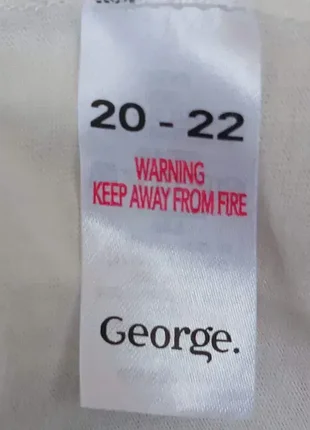 20 - 22
WARNING
KEEP AWAY FROM FIRE
George.